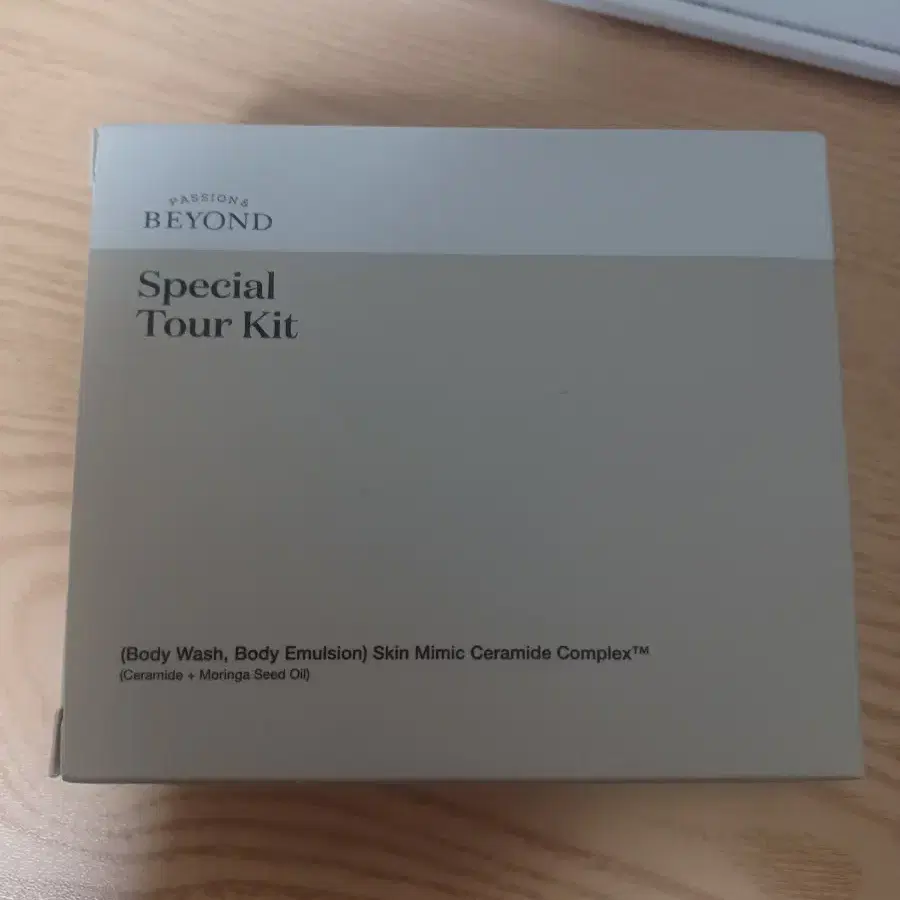 PASSION&
BEYOND
Special
Tour Kit
(Body Wash, Body Emulsion) Skin Mimic Ceramide Complex™
(Ceramide + Moringa Seed Oil)